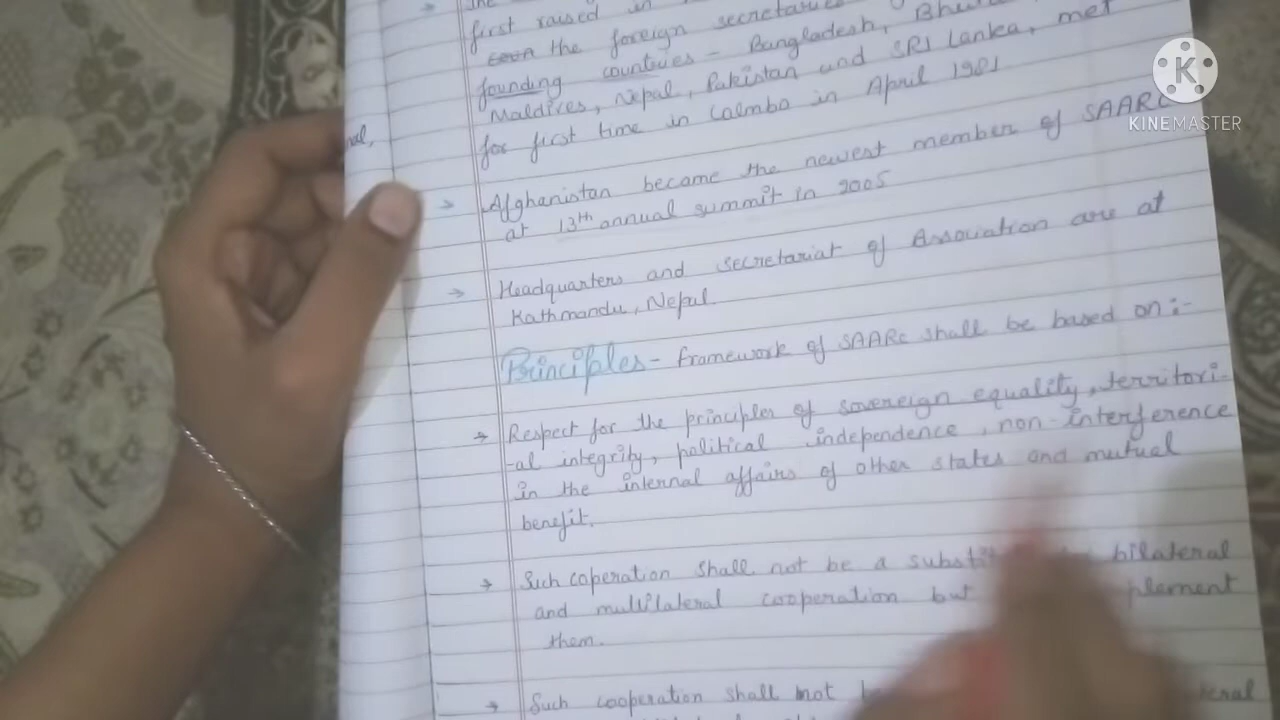 The
first raised in
the foreign secretaries
founding countries - Bangladesh,
Maldives, Nepal, Pakistan and SRI Lanka, met
for first time in Colmbo in April 1981
nal,
→ Afghanistan became the newest member of SAARC
at 13th annual summit in 2005
→ Headquarters and secretariat of Association are at
Kathmandu, Nepal.
Principles - framework of SAARC shall be based on :-
→ Respect for the principles of sovereign equality, territori-
-al integrity, political independence, non-interference
in the internal affairs of other states and mutual
benefit.
→ Such coperation shall not be a bilateral
and multilateral cooperation but
them.
→ Such cooperation shall not
KINEMASTER